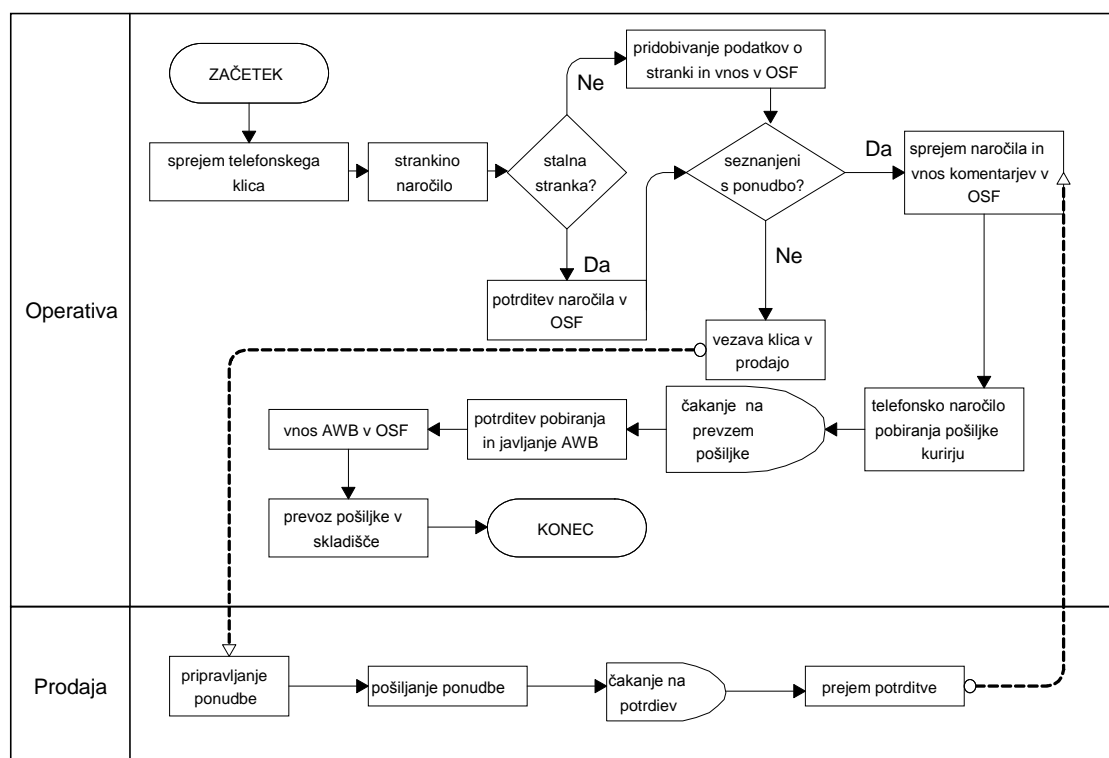 Operativa
ZAČETEK
sprejem telefonskega
klica
strankino
naročilo
stalna
stranka?
Ne
pridobivanje podatkov o
stranki in vnos v OSF
Da
potrditev naročila v
OSF
seznanjeni
s ponudbo?
Da
sprejem naročila in
vnos komentarjev v
OSF
Ne
vezava klica v
prodajo
telefonsko naročilo
pobiranja pošiljke
kurirju
čakanje na
prevzem
pošiljke
potrditev pobiranja
in javljanje AWB
vnos AWB v OSF
prevoz pošiljke v
skladišče
KONEC
Prodaja
pripravljanje
ponudbe
pošiljanje ponudbe
čakanje na
potrdiev
prejem potrditve